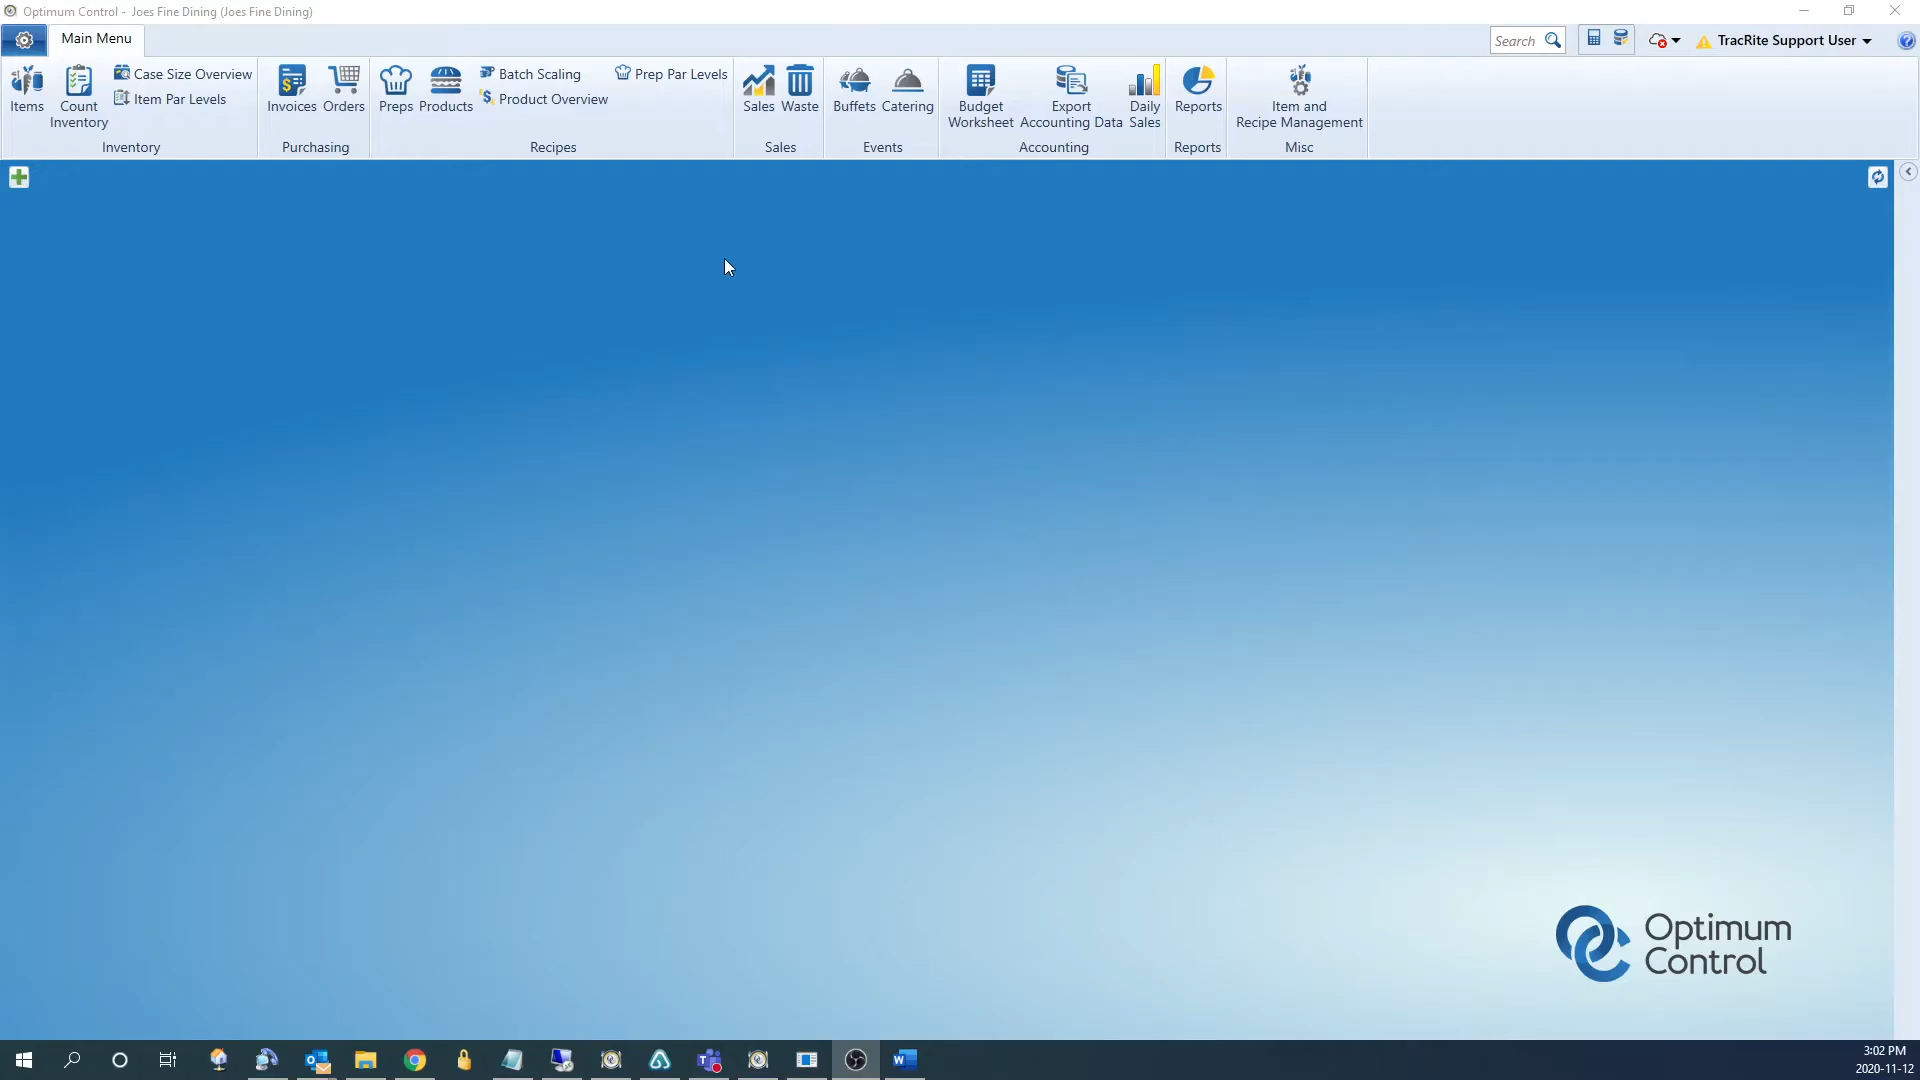 Optimum Control - Joes Fine Dining (Joes Fine Dining)
Main Menu
Search
TracRite Support User
Items
Count
Inventory
Case Size Overview
Item Par Levels
Inventory
Invoices
Orders
Purchasing
Preps
Products
Batch Scaling
Product Overview
Prep Par Levels
Recipes
Sales
Waste
Sales
Buffets
Catering
Events
Budget
Worksheet
Export
Accounting Data
Daily
Sales
Accounting
Reports
Reports
Item and
Recipe Management
Misc
Optimum
Control
3:02 PM
2020-11-12